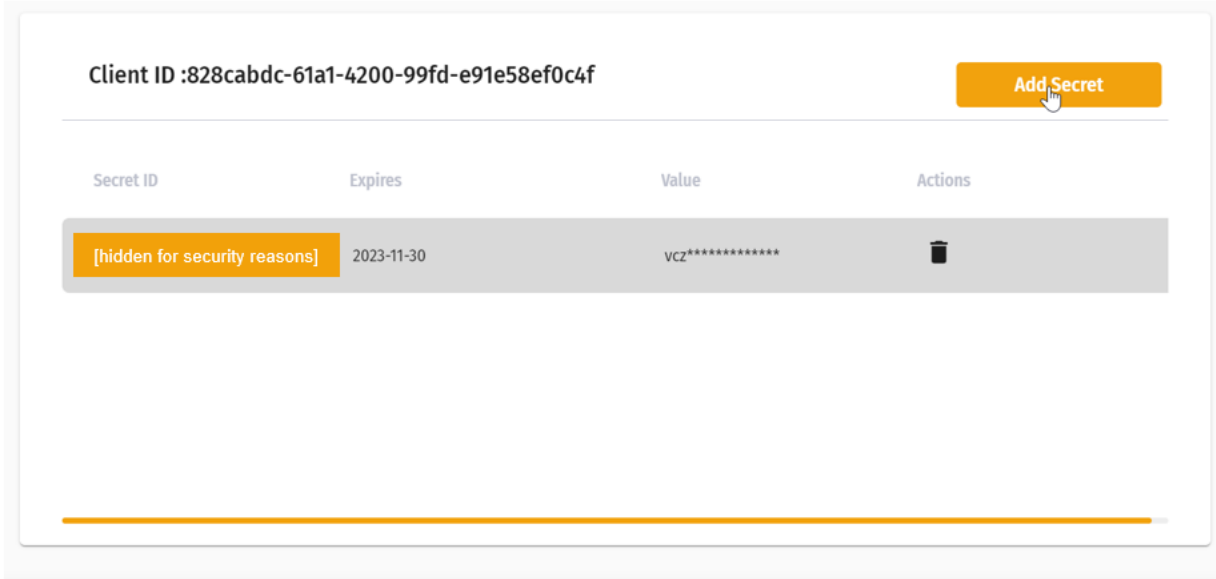 Client ID :828cabdc-61a1-4200-99fd-e91e58ef0c4f
Add Secret
Secret ID Expires Value Actions
[hidden for security reasons] 2023-11-30 vcz*************